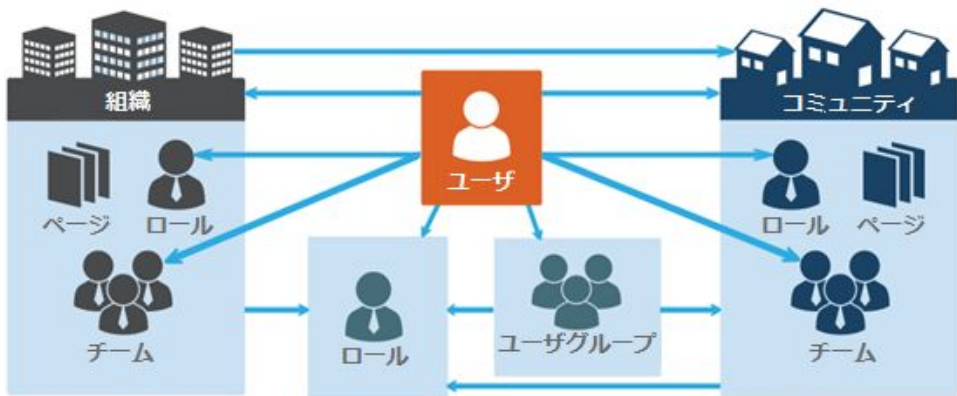 組織
コミュニティ
ユーザ
ページ
ロール
ロール
ページ
チーム
ロール
ユーザグループ
チーム